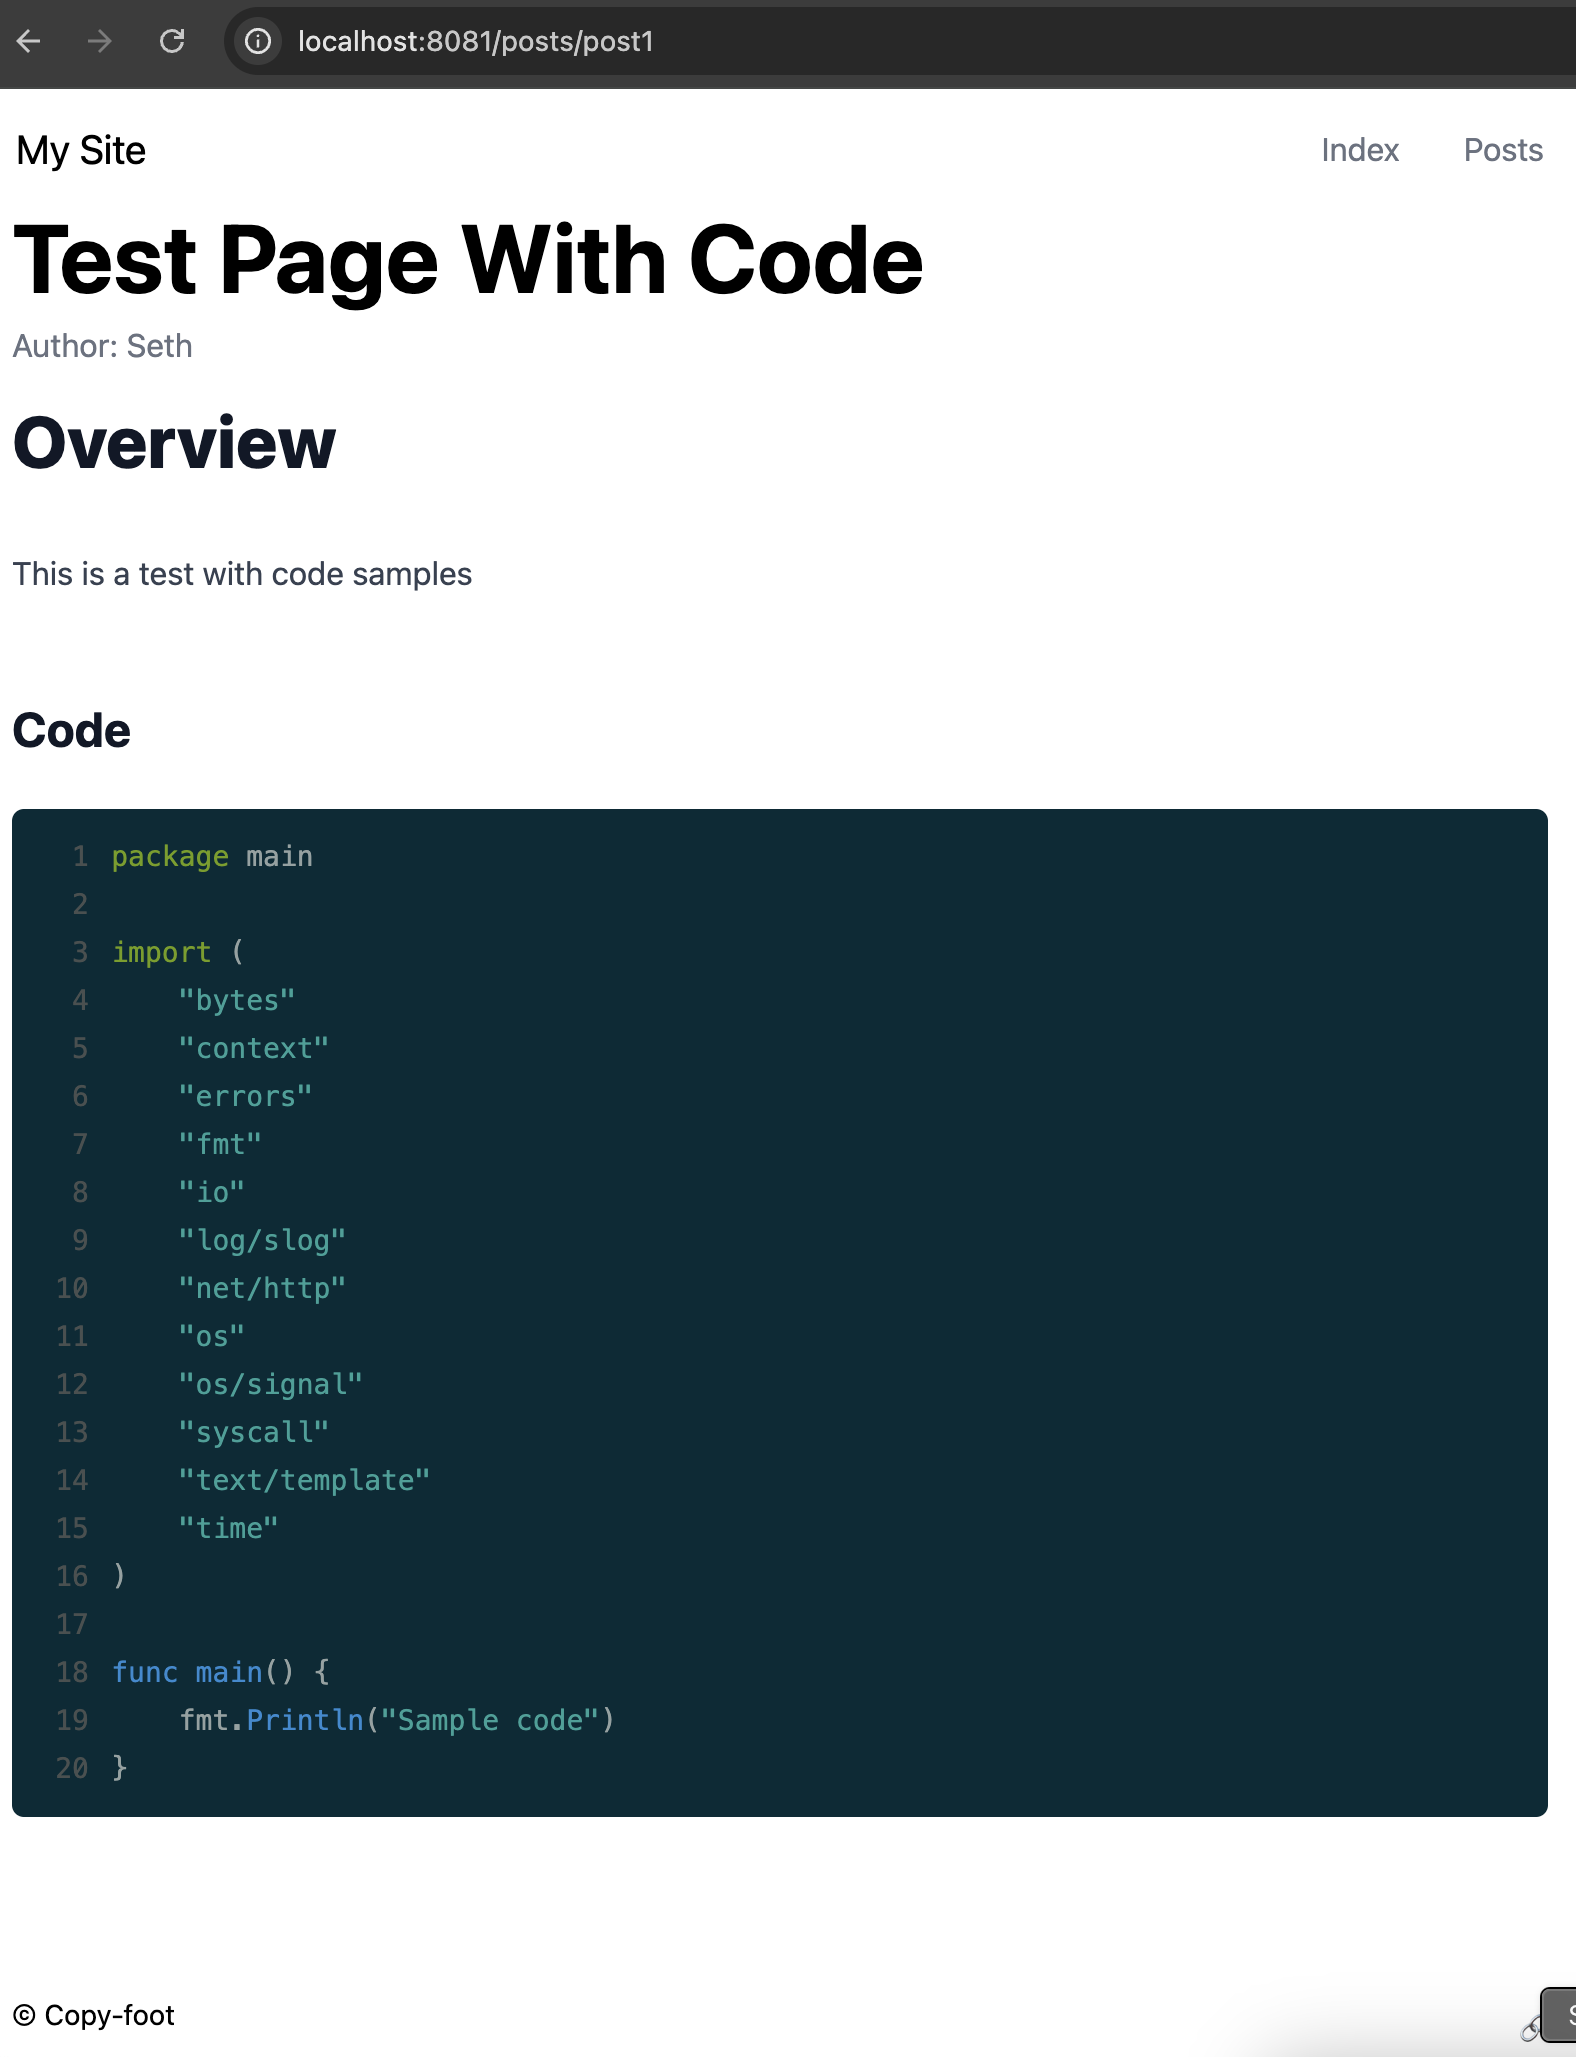 localhost:8081/posts/post1
My Site
Index
Posts
Test Page With Code
Author: Seth
Overview
This is a test with code samples
Code
1 package main
2
3 import (
4     "bytes"
5     "context"
6     "errors"
7     "fmt"
8     "io"
9     "log/slog"
10     "net/http"
11     "os"
12     "os/signal"
13     "syscall"
14     "text/template"
15     "time"
16 )
17
18 func main() {
19     fmt.Println("Sample code")
20 }
© Copy-foot